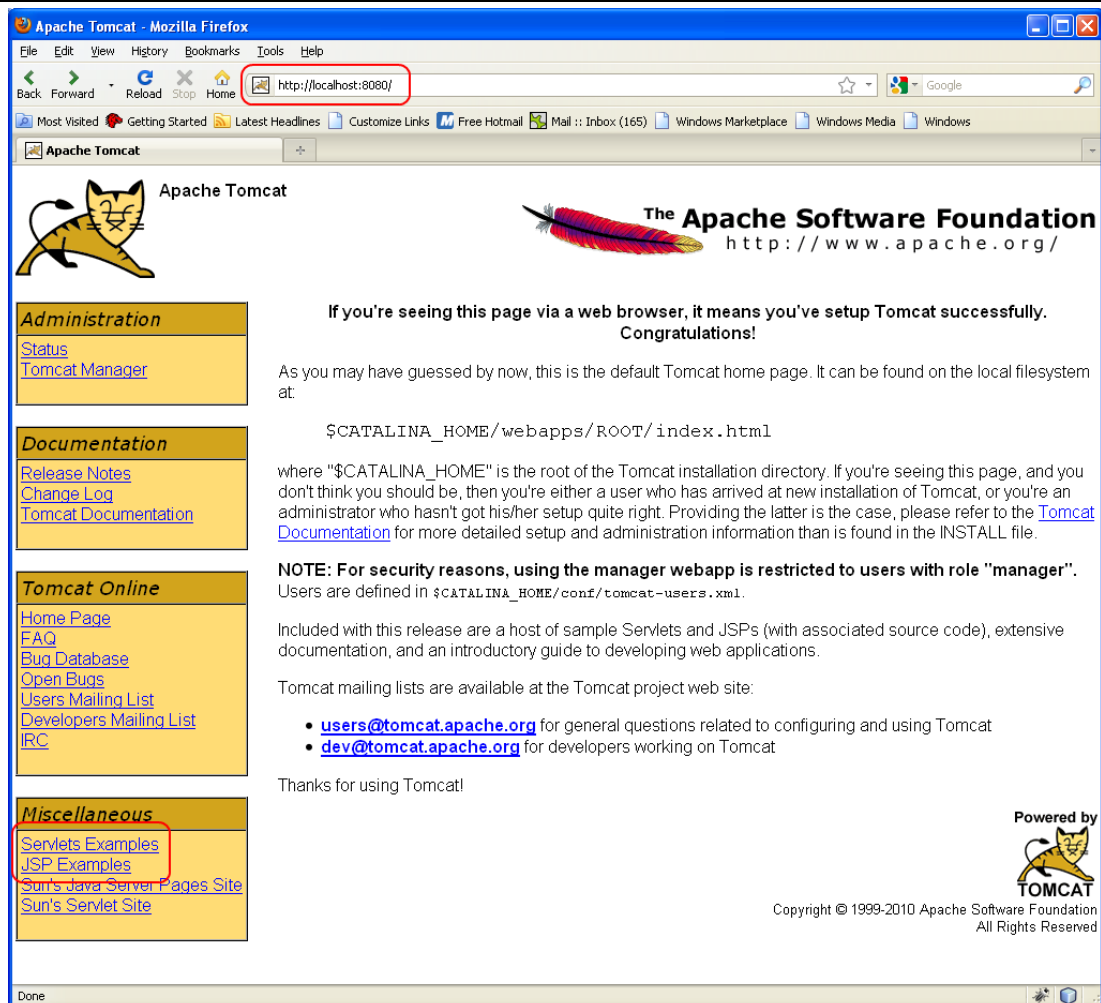 Apache Tomcat - Mozilla Firefox
File Edit View History Bookmarks Tools Help
Back Forward Reload Stop Home http://localhost:8080/ Google
Most Visited Getting Started Latest Headlines Customize Links Free Hotmail Mail :: Inbox (165) Windows Marketplace Windows Media Windows
Apache Tomcat
Apache Tomcat
The Apache Software Foundation
http://www.apache.org/
Administration
Status
Tomcat Manager
Documentation
Release Notes
Change Log
Tomcat Documentation
Tomcat Online
Home Page
FAQ
Bug Database
Open Bugs
Users Mailing List
Developers Mailing List
IRC
Miscellaneous
Servlets Examples
JSP Examples
Sun's Java Server Pages Site
Sun's Servlet Site
If you're seeing this page via a web browser, it means you've setup Tomcat successfully.
Congratulations!
As you may have guessed by now, this is the default Tomcat home page. It can be found on the local filesystem
at:
$CATALINA_HOME/webapps/ROOT/index.html
where "$CATALINA_HOME" is the root of the Tomcat installation directory. If you're seeing this page, and you
don't think you should be, then you're either a user who has arrived at new installation of Tomcat, or you're an
administrator who hasn't got his/her setup quite right. Providing the latter is the case, please refer to the Tomcat
Documentation for more detailed setup and administration information than is found in the INSTALL file.
NOTE: For security reasons, using the manager webapp is restricted to users with role "manager".
Users are defined in $CATALINA_HOME/conf/tomcat-users.xml.
Included with this release are a host of sample Servlets and JSPs (with associated source code), extensive
documentation, and an introductory guide to developing web applications.
Tomcat mailing lists are available at the Tomcat project web site:
• users@tomcat.apache.org for general questions related to configuring and using Tomcat
• dev@tomcat.apache.org for developers working on Tomcat
Thanks for using Tomcat!
Powered by
TOMCAT
Copyright © 1999-2010 Apache Software Foundation
All Rights Reserved
Done